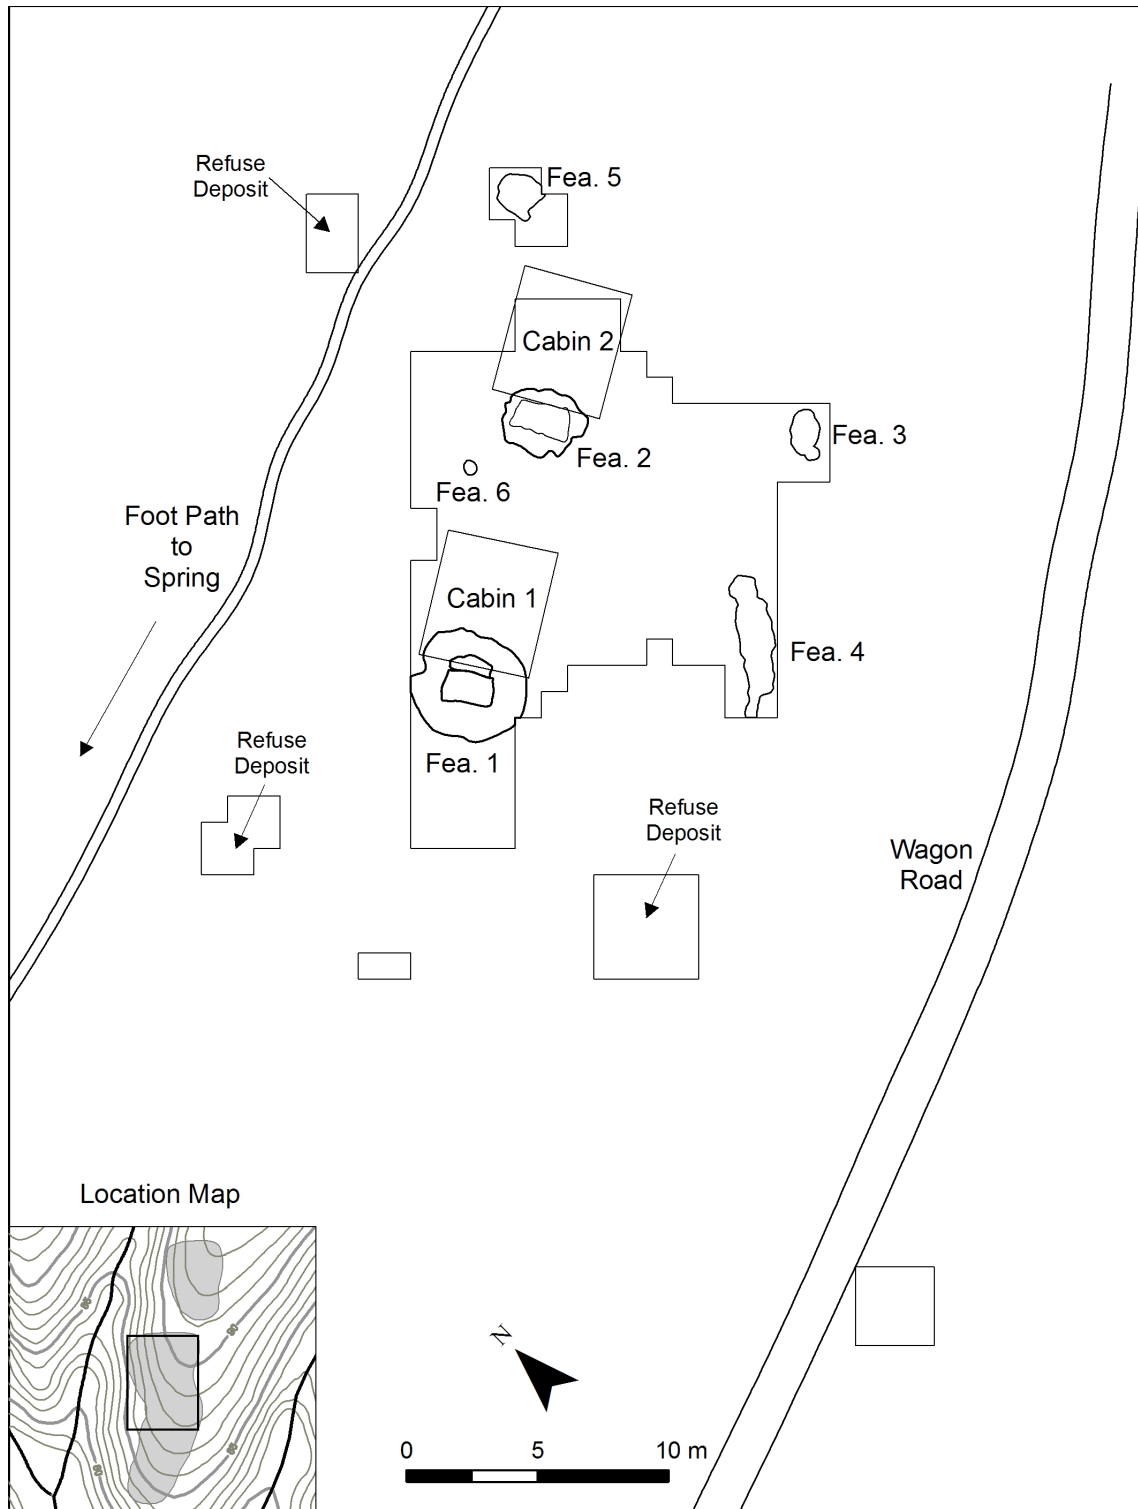 Refuse
Deposit
Fea. 5
Cabin 2
Fea. 3
Fea. 2
Fea. 6
Foot Path
to
Spring
Cabin 1
Fea. 4
Refuse
Deposit
Fea. 1
Refuse
Deposit
Wagon
Road
Location Map
N
0 5 10 m